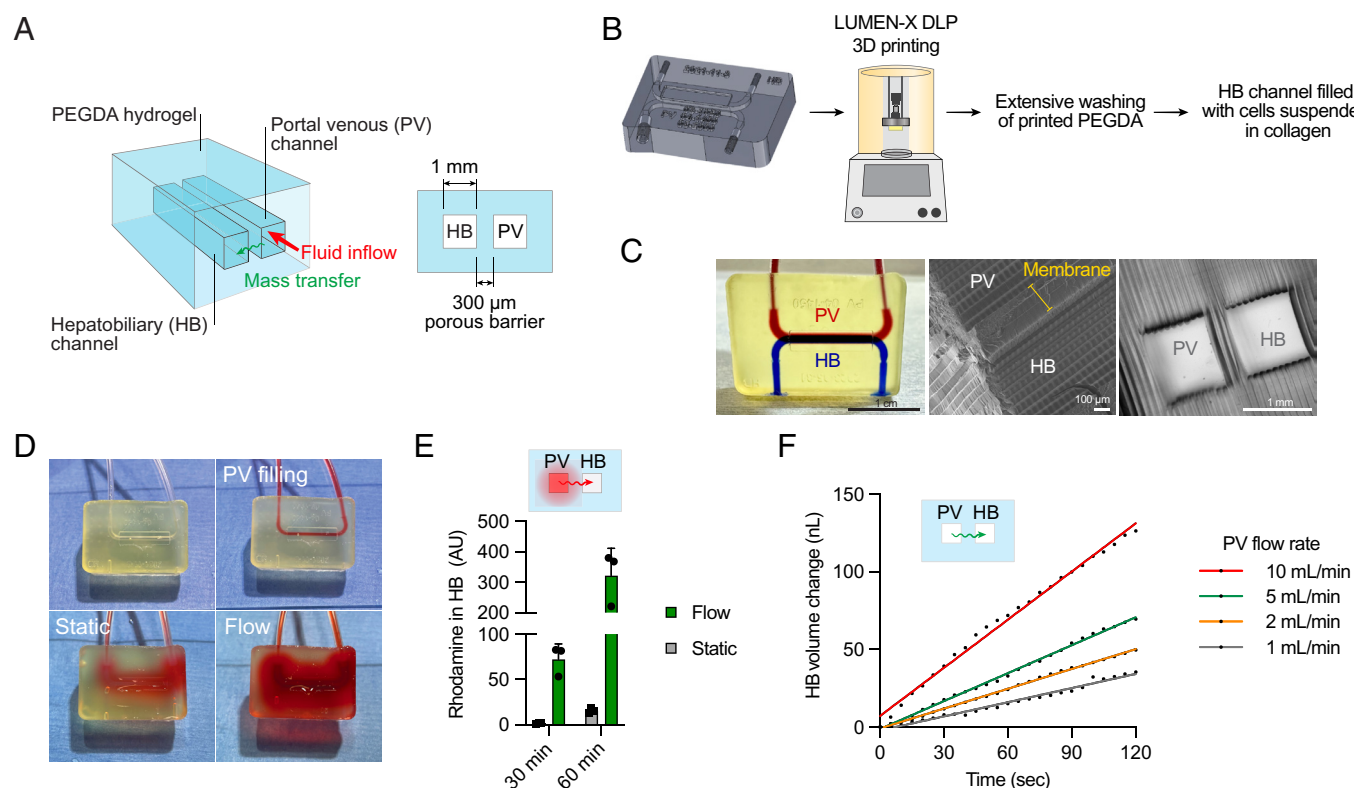 A
PEGDA hydrogel
Portal venous (PV)
channel
Fluid inflow
Mass transfer
Hepatobiliary (HB)
channel
1 mm
HB
PV
300 µm
porous barrier
B
LUMEN-X DLP
3D printing
Extensive washing
of printed PEGDA
HB channel filled
with cells suspende
in collagen
C
PV
HB
1 cm
PV
Membrane
HB
100 µm
PV
HB
1 mm
D
PV filling
Static
Flow
E
PV HB
Rhodamine in HB (AU)
500
400
300
200
100
50
0
30 min
60 min
Flow
Static
F
PV HB
HB volume change (nL)
150
100
50
0
0
30
60
90
120
Time (sec)
PV flow rate
10 mL/min
5 mL/min
2 mL/min
1 mL/min